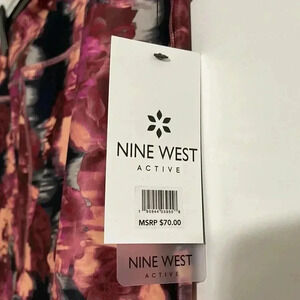 NINE WEST
ACTIVE
MSRP $70.00
NINE WEST
ACTIVE